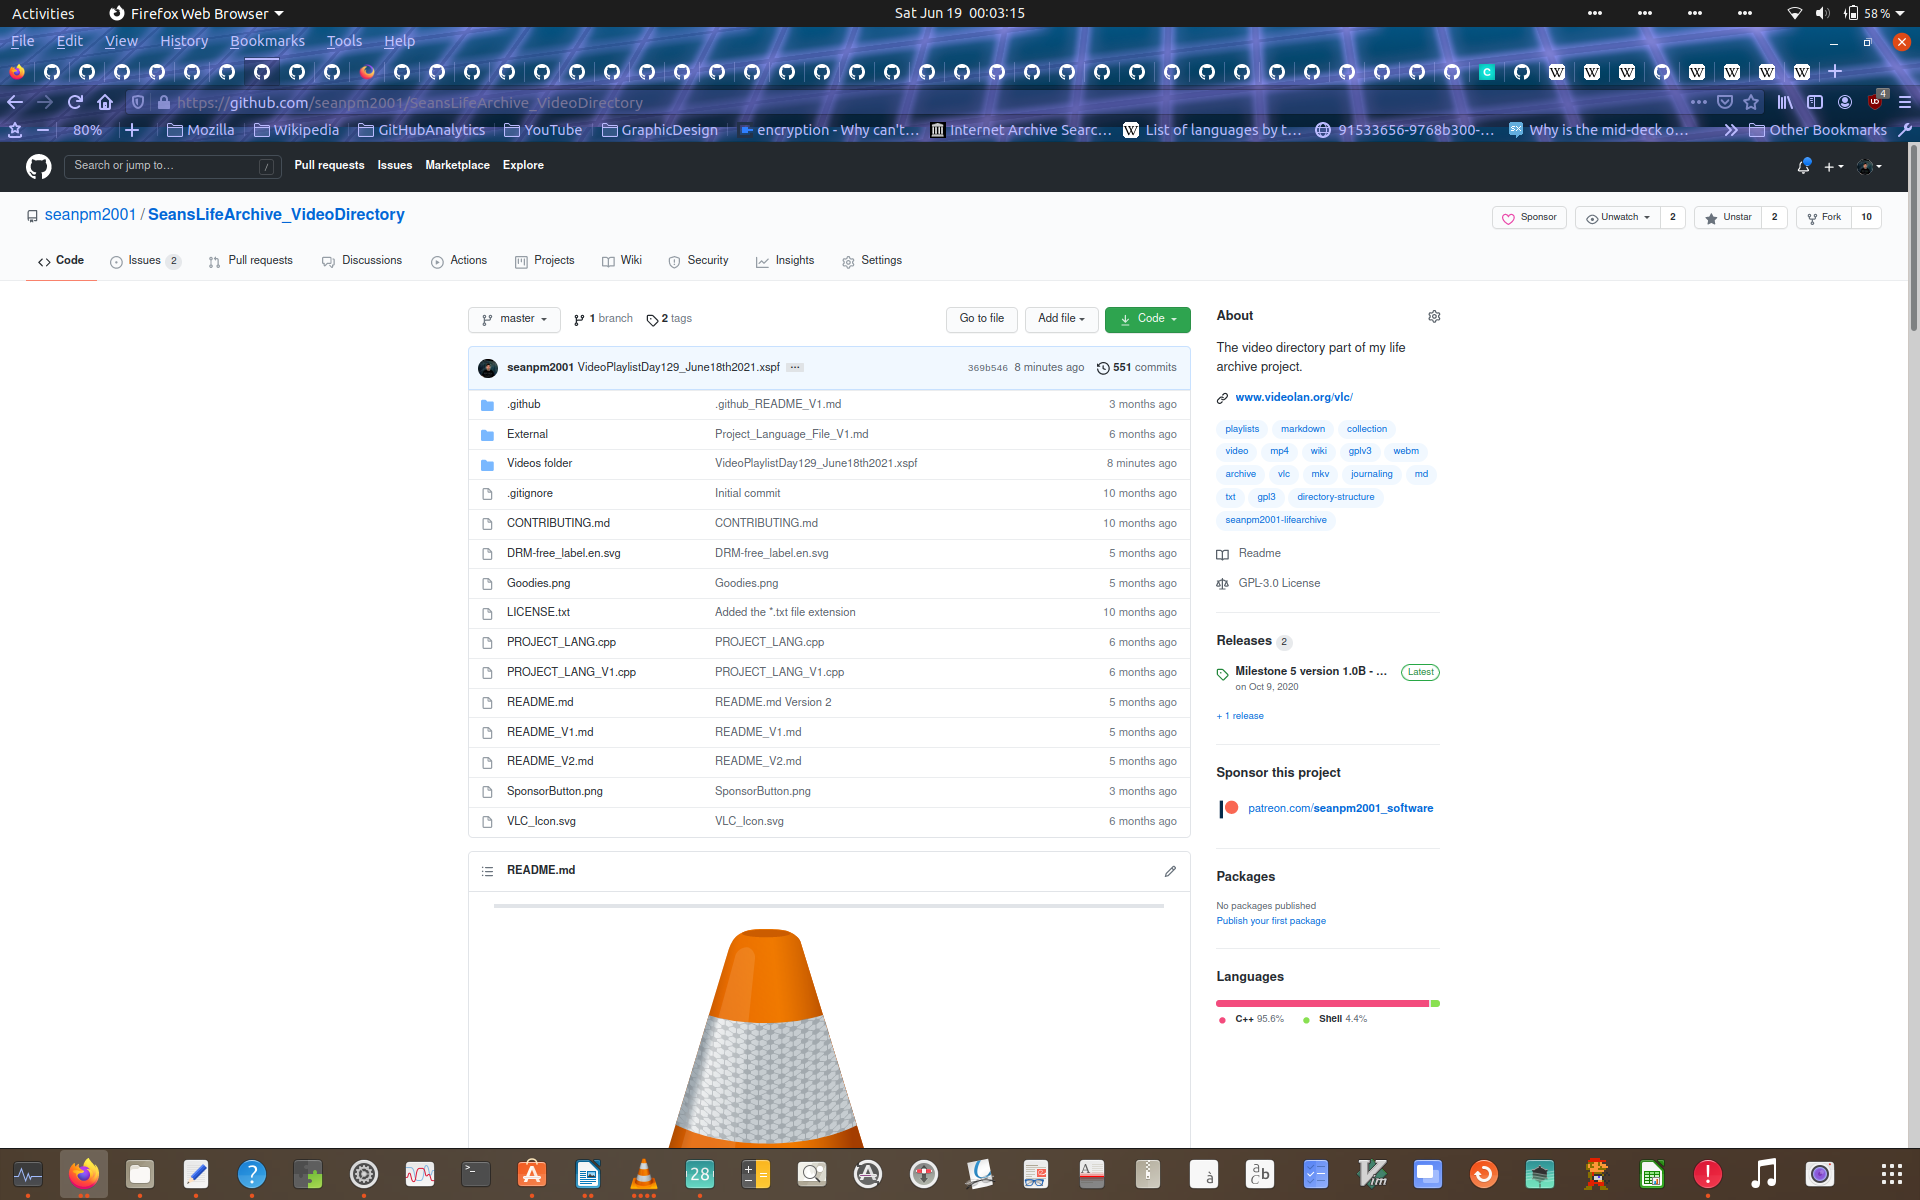 Activities Firefox Web Browser Sat Jun 19 00:03:15 58 %
File Edit View History Bookmarks Tools Help
https://github.com/seanpm2001/SeansLifeArchive_VideoDirectory 4
80% Mozilla Wikipedia GitHubAnalytics YouTube GraphicDesign encryption - Why can't… Internet Archive Searc… List of languages by t… 91533656-9768b300-… Why is the mid-deck o… Other Bookmarks
Search or jump to… / Pull requests Issues Marketplace Explore
seanpm2001 / SeansLifeArchive_VideoDirectory Sponsor Unwatch 2 Unstar 2 Fork 10
Code Issues 2 Pull requests Discussions Actions Projects Wiki Security Insights Settings
master 1 branch 2 tags Go to file Add file Code
seanpm2001 VideoPlaylistDay129_June18th2021.xspf … 369b546 8 minutes ago 551 commits
.github .github_README_V1.md 3 months ago
External Project_Language_File_V1.md 6 months ago
Videos folder VideoPlaylistDay129_June18th2021.xspf 8 minutes ago
.gitignore Initial commit 10 months ago
CONTRIBUTING.md CONTRIBUTING.md 10 months ago
DRM-free_label.en.svg DRM-free_label.en.svg 5 months ago
Goodies.png Goodies.png 5 months ago
LICENSE.txt Added the *.txt file extension 10 months ago
PROJECT_LANG.cpp PROJECT_LANG.cpp 6 months ago
PROJECT_LANG_V1.cpp PROJECT_LANG_V1.cpp 6 months ago
README.md README.md Version 2 5 months ago
README_V1.md README_V1.md 5 months ago
README_V2.md README_V2.md 5 months ago
SponsorButton.png SponsorButton.png 3 months ago
VLC_Icon.svg VLC_Icon.svg 6 months ago
README.md
About
The video directory part of my life
archive project.
www.videolan.org/vlc/
playlists markdown collection
video mp4 wiki gplv3 webm
archive vlc mkv journaling md
txt gpl3 directory-structure
seanpm2001-lifearchive
Readme
GPL-3.0 License
Releases 2
Milestone 5 version 1.0B - … Latest
on Oct 9, 2020
+ 1 release
Sponsor this project
patreon.com/seanpm2001_software
Packages
No packages published
Publish your first package
Languages
C++ 95.6% Shell 4.4%
28